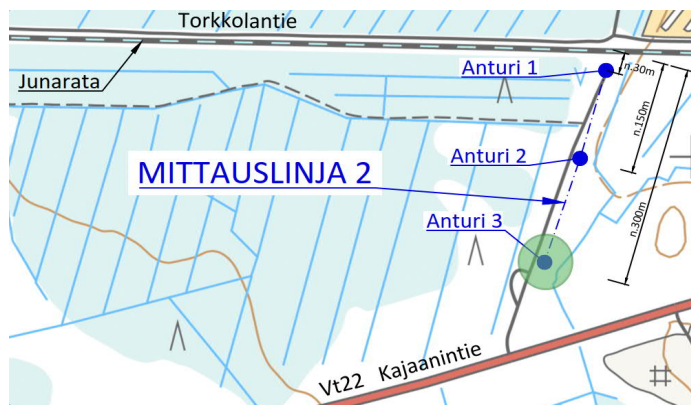 Torkkolantie
Junarata
Anturi 1
n.30m
n.150m
Anturi 2
MITTAUSLINJA 2
Anturi 3
n.300m
Vt22 Kajaanintie